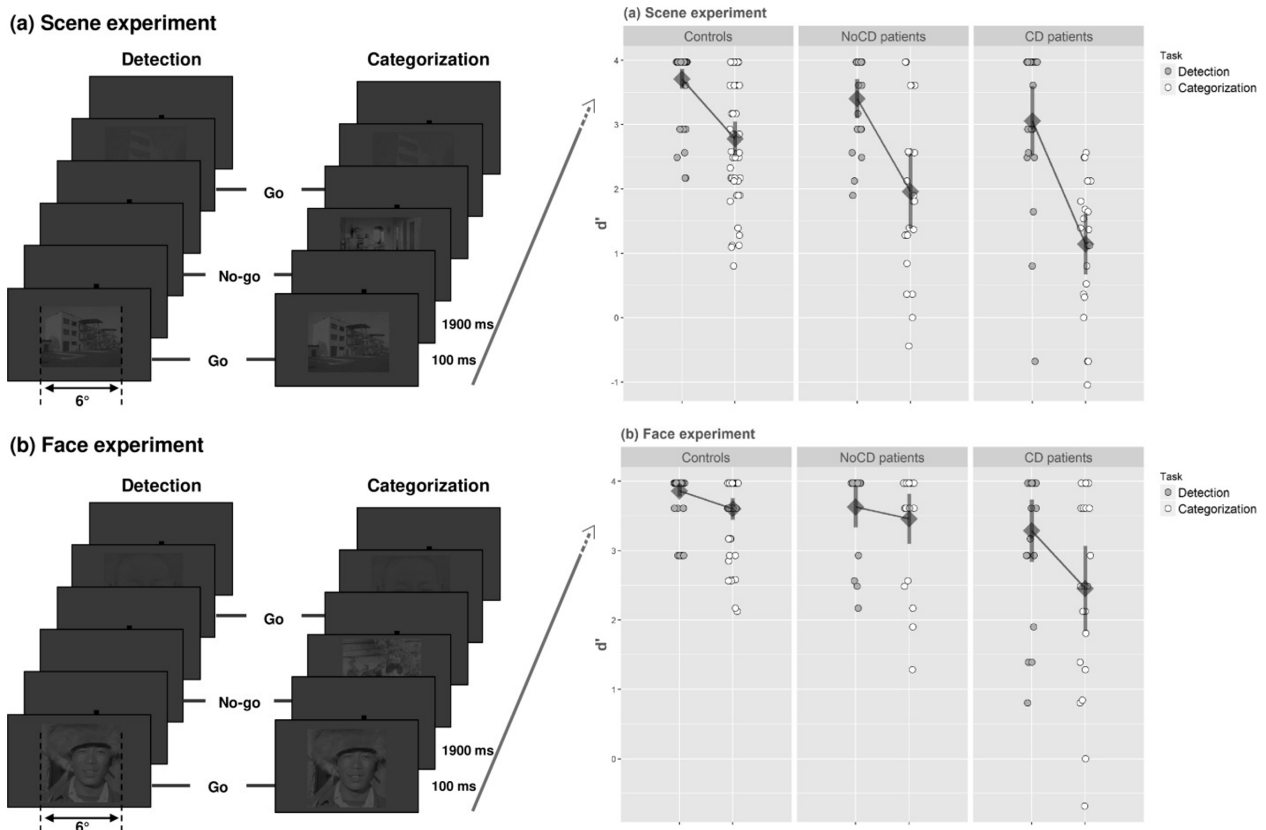 (a) Scene experiment
Detection
Categorization
Go
No-go
1900 ms
Go
100 ms
6°
(b) Face experiment
Detection
Categorization
Go
No-go
1900 ms
Go
100 ms
6°
(a) Scene experiment
Controls
NoCD patients
CD patients
4
3
2
1
0
-1
d'
Task
Detection
Categorization
(b) Face experiment
Controls
NoCD patients
CD patients
4
3
2
1
0
d'
Task
Detection
Categorization